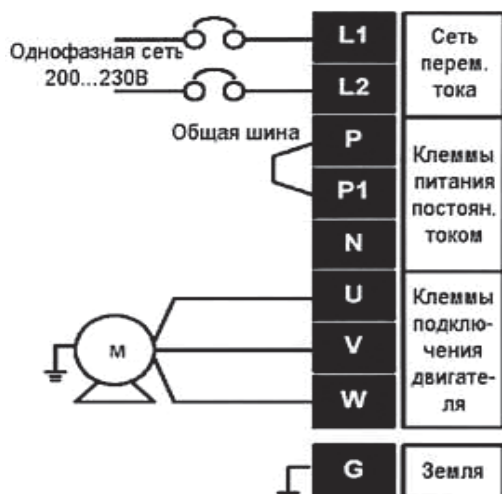 Однофазная сеть
200...230В
L1
L2
Сеть
перем.
тока
Общая шина
P
P1
N
Клеммы
питания
постоян.
током
M
U
V
W
Клеммы
подклю-
чения
двигате-
ля
G
Земля